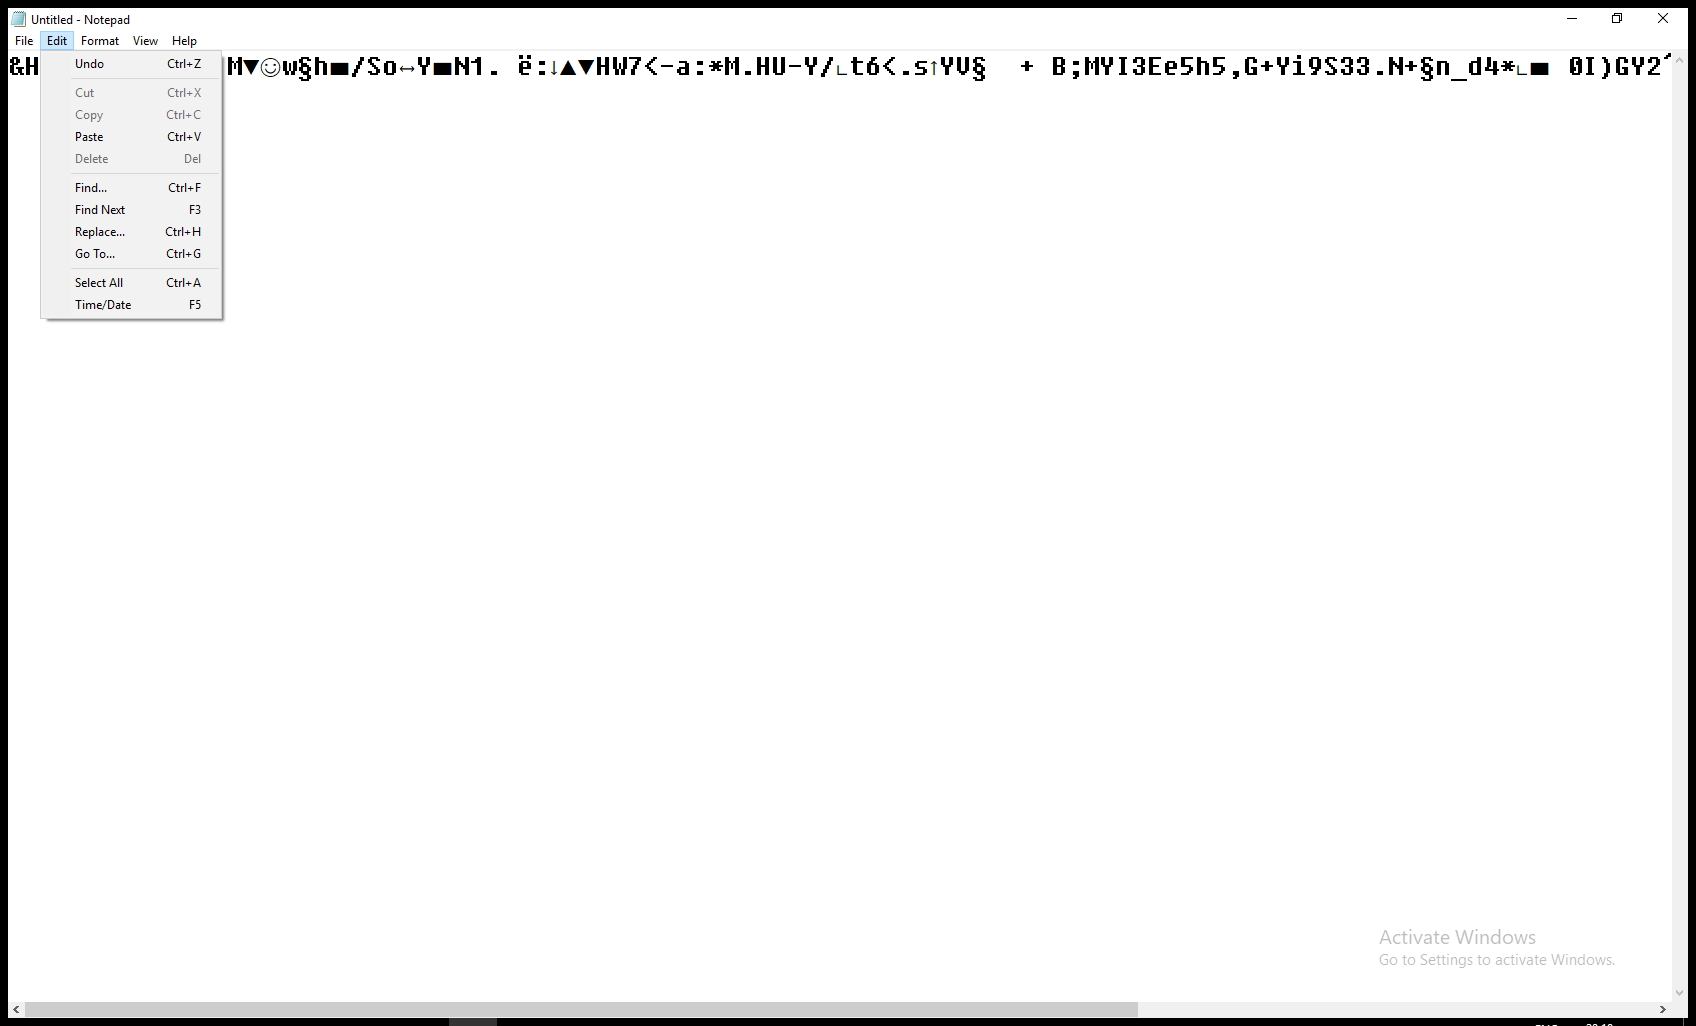 Untitled - Notepad
File Edit Format View Help
&H M▼☺w§h■/So↔Y■N1. ë:↓▲▼HW7<-a:*M.HU-Y/∟t6<.s↑YV§ + B;MYI3Ee5h5,G+Yi9S33.N+§n_d4*∟■ 0I)GY2
Undo Ctrl+Z
Cut Ctrl+X
Copy Ctrl+C
Paste Ctrl+V
Delete Del
Find... Ctrl+F
Find Next F3
Replace... Ctrl+H
Go To... Ctrl+G
Select All Ctrl+A
Time/Date F5
Activate Windows
Go to Settings to activate Windows.